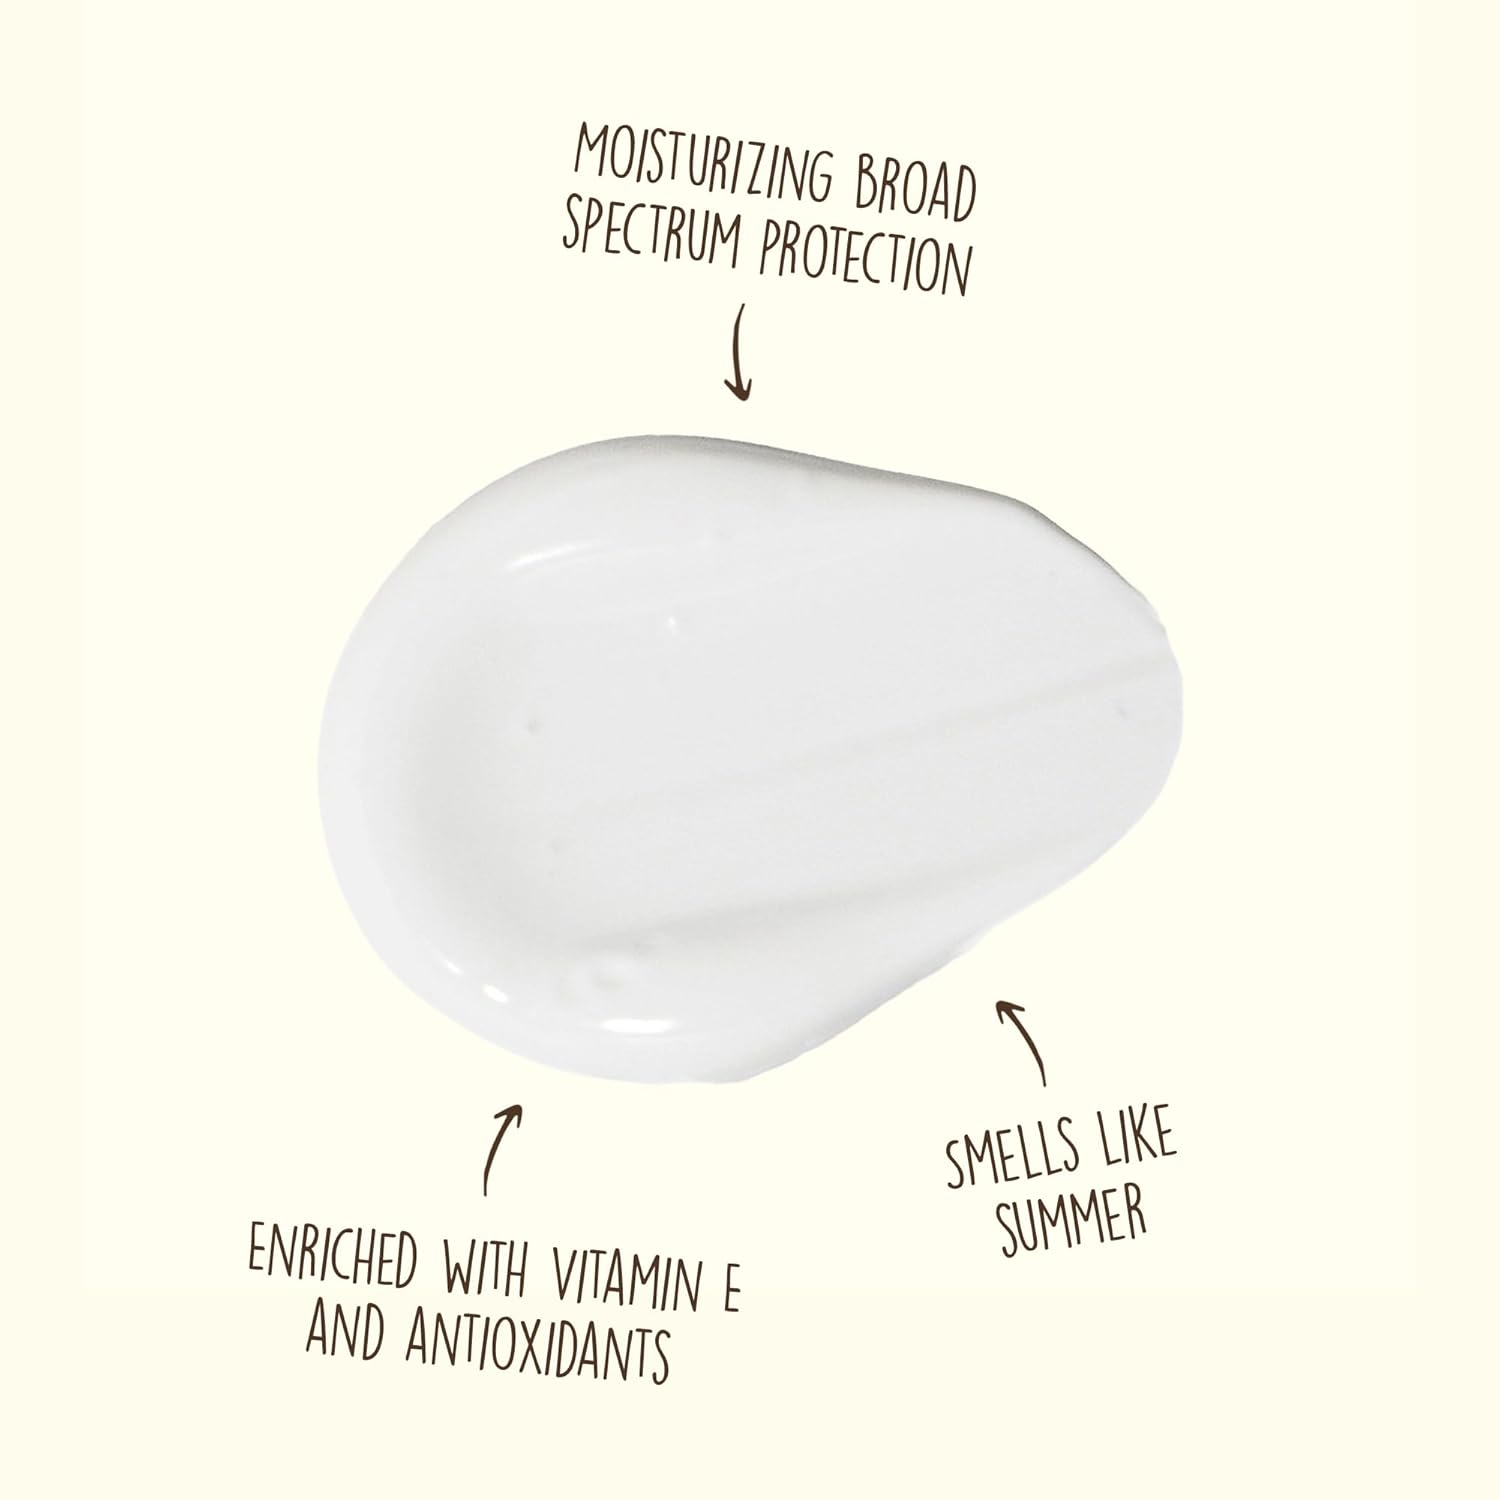 MOISTURIZING BROAD
SPECTRUM PROTECTION
SMELLS LIKE
SUMMER
ENRICHED WITH VITAMIN E
AND ANTIOXIDANTS